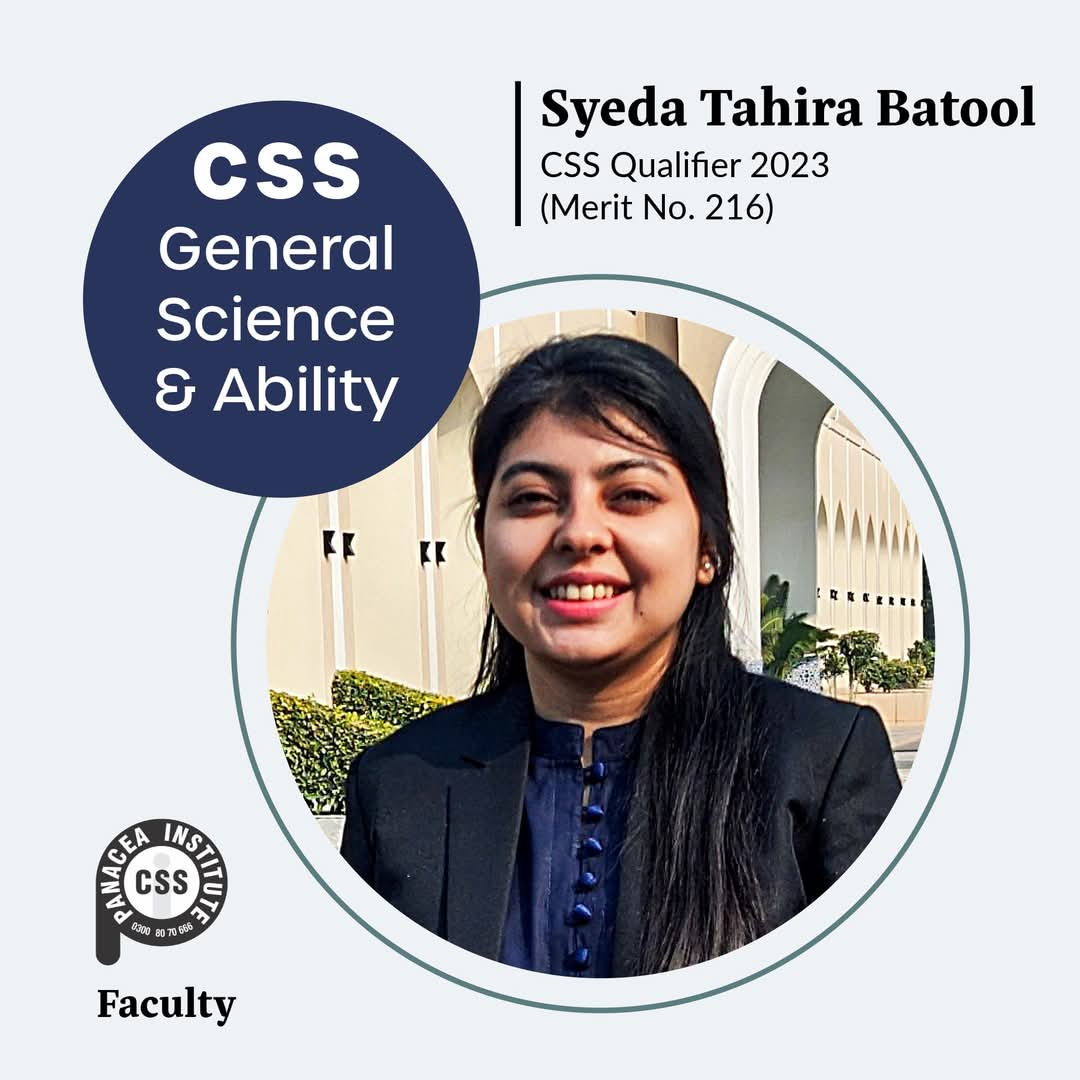 Syeda Tahira Batool
CSS Qualifier 2023
(Merit No. 216)
CSS
General
Science
& Ability
PANACEA INSTITUTE
CSS
0300 80 70 666
Faculty